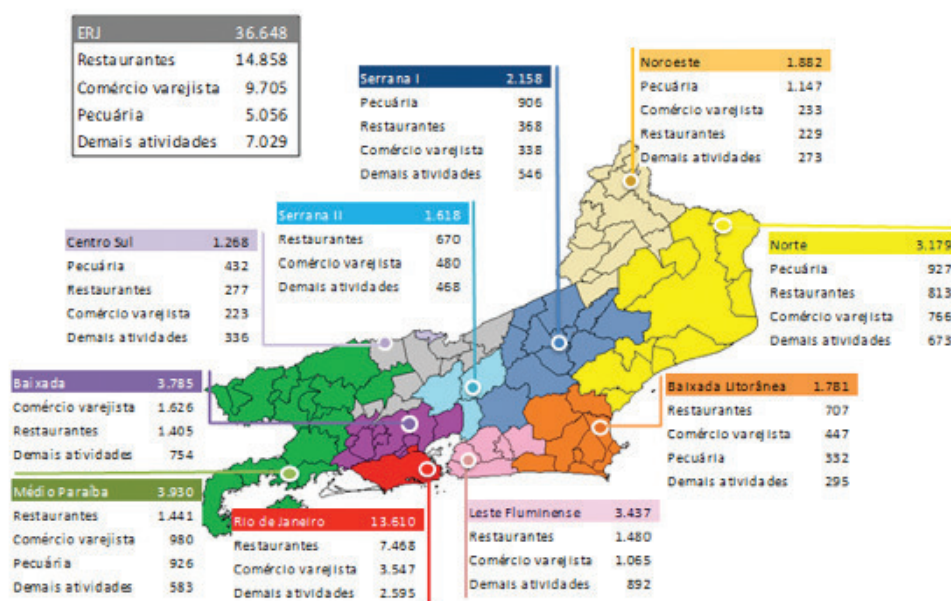 ERJ 36.648
Restaurantes 14.858
Comércio varejista 9.705
Pecuária 5.056
Demais atividades 7.029
Serrana I 2.158
Pecuária 906
Restaurantes 368
Comércio varejista 338
Demais atividades 546
Noroeste 1.882
Pecuária 1.147
Comércio varejista 233
Restaurantes 229
Demais atividades 273
Serrana II 1.618
Restaurantes 670
Comércio varejista 480
Demais atividades 468
Centro Sul 1.268
Pecuária 432
Restaurantes 277
Comércio varejista 223
Demais atividades 336
Norte 3.179
Pecuária 927
Restaurantes 813
Comércio varejista 766
Demais atividades 673
Baixada 3.785
Comércio varejista 1.626
Restaurantes 1.405
Demais atividades 754
Baixada Litorânea 1.781
Restaurantes 707
Comércio varejista 447
Pecuária 332
Demais atividades 295
Médio Paraíba 3.930
Restaurantes 1.441
Comércio varejista 980
Pecuária 926
Demais atividades 583
Rio de Janeiro 13.610
Restaurantes 7.468
Comércio varejista 3.547
Demais atividades 2.595
Leste Fluminense 3.437
Restaurantes 1.480
Comércio varejista 1.065
Demais atividades 892